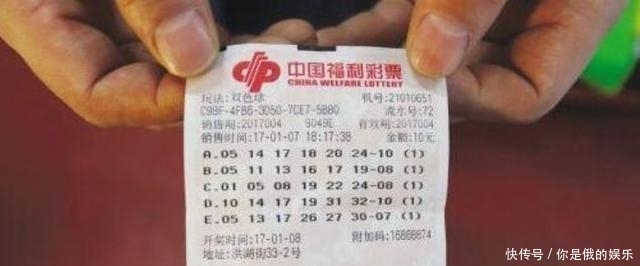 中国福利彩票
CHINA WELFARE LOTTERY
玩法:双色球 机号:21010651
C9BF-4FB6-3D50-7CE7-5BB0 流水号:72
销售期:2017004 9D49E 有效期:2017004
销售时间:17-01-07 18:17:38 金额:10元
A.05 14 17 18 20 24-10 (1)
B.05 11 13 16 17 19-08 (1)
C.01 05 08 19 22 24-08 (1)
D.10 14 17 19 31 32-10 (1)
E.05 13 17 26 27 30-07 (1)
开奖时间:17-01-08 附加码:16866674
地址:洪湖街33-2号
快传号 / 你是俄的娱乐